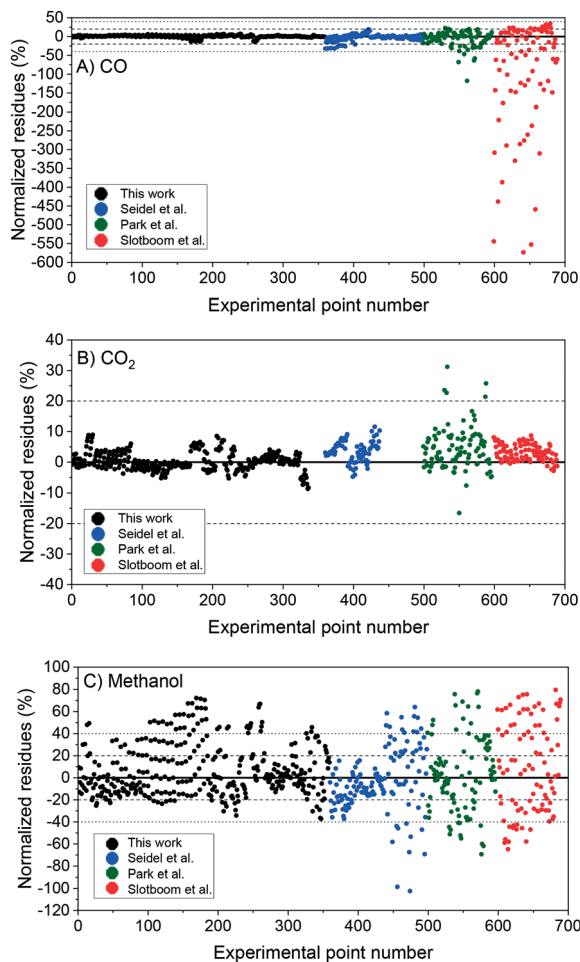 50
0
-50
-100
-150
-200
-250
-300
-350
-400
-450
-500
-550
-600
Normalized residues (%)
A) CO
This work
Seidel et al.
Park et al.
Slotboom et al.
0 100 200 300 400 500 600 700
Experimental point number
40
30
20
10
0
-10
-20
-30
-40
Normalized residues (%)
B) CO₂
This work
Seidel et al.
Park et al.
Slotboom et al.
0 100 200 300 400 500 600 700
Experimental point number
100
80
60
40
20
0
-20
-40
-60
-80
-100
-120
Normalized residues (%)
C) Methanol
This work
Seidel et al.
Park et al.
Slotboom et al.
0 100 200 300 400 500 600 700
Experimental point number